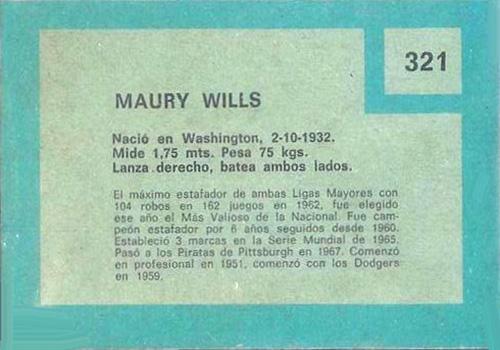 321
MAURY WILLS
Nació en Washington, 2-10-1932.
Mide 1,75 mts. Pesa 75 kgs.
Lanza derecho, batea ambos lados.
El máximo estafador de ambas Ligas Mayores con
104 robos en 162 juegos en 1962, fue elegido
ese año el Más Valioso de la Nacional. Fue cam-
peón estafador por 6 años seguidos desde 1960.
Estableció 3 marcas en la Serie Mundial de 1965.
Pasó a los Piratas de Pittsburgh en 1967. Comenzó
en profesional en 1951, comenzó con los Dodgers
en 1959.